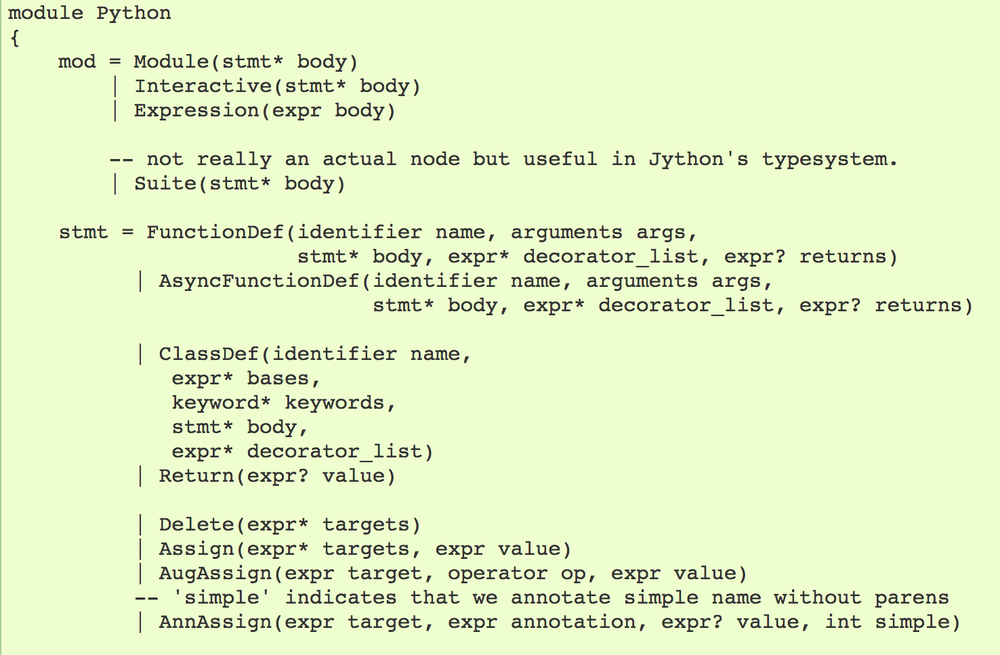 module Python
{
    mod = Module(stmt* body)
        | Interactive(stmt* body)
        | Expression(expr body)

        -- not really an actual node but useful in Jython's typesystem.
        | Suite(stmt* body)

    stmt = FunctionDef(identifier name, arguments args,
                       stmt* body, expr* decorator_list, expr? returns)
          | AsyncFunctionDef(identifier name, arguments args,
                             stmt* body, expr* decorator_list, expr? returns)

          | ClassDef(identifier name,
             expr* bases,
             keyword* keywords,
             stmt* body,
             expr* decorator_list)
          | Return(expr? value)

          | Delete(expr* targets)
          | Assign(expr* targets, expr value)
          | AugAssign(expr target, operator op, expr value)
          -- 'simple' indicates that we annotate simple name without parens
          | AnnAssign(expr target, expr annotation, expr? value, int simple)